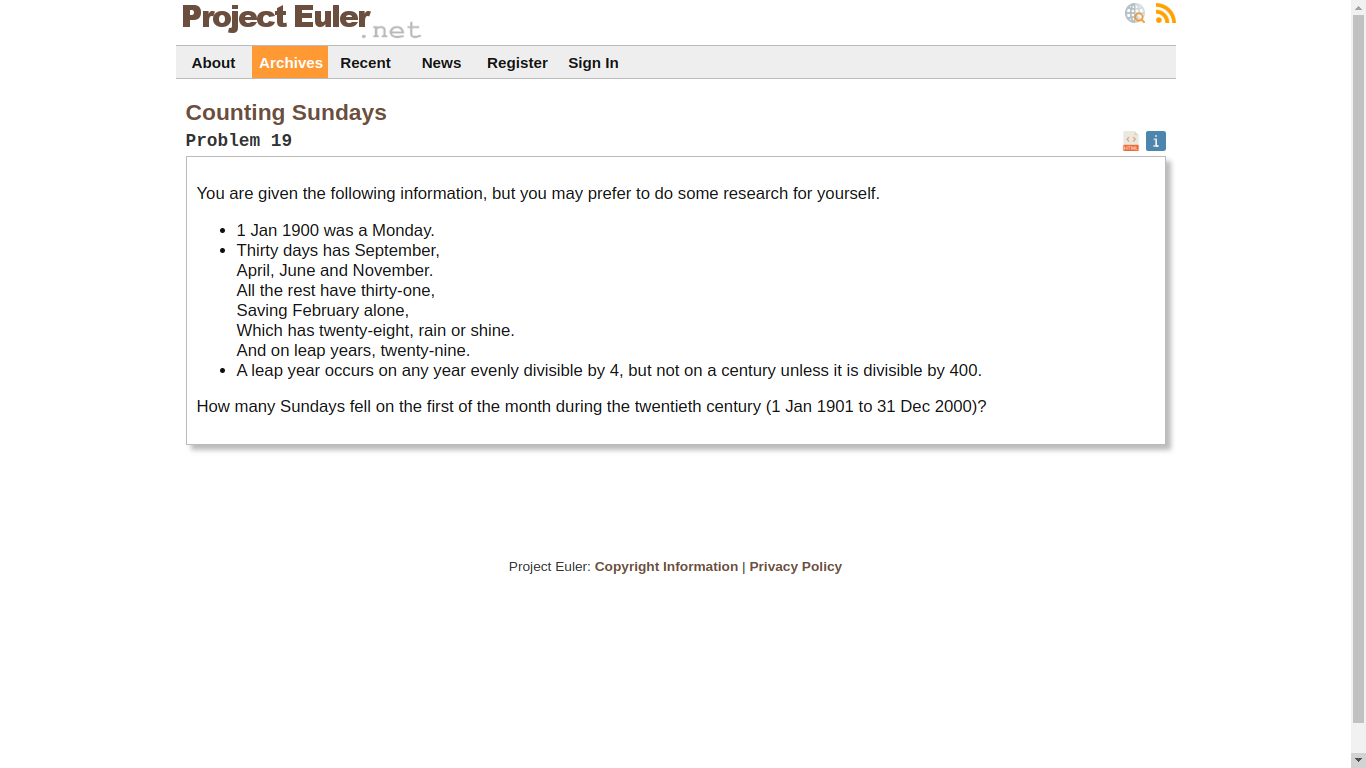 Project Euler
.net
About Archives Recent News Register Sign In
Counting Sundays
Problem 19
HTML
i
You are given the following information, but you may prefer to do some research for yourself.
1 Jan 1900 was a Monday.
Thirty days has September,
April, June and November.
All the rest have thirty-one,
Saving February alone,
Which has twenty-eight, rain or shine.
And on leap years, twenty-nine.
A leap year occurs on any year evenly divisible by 4, but not on a century unless it is divisible by 400.
How many Sundays fell on the first of the month during the twentieth century (1 Jan 1901 to 31 Dec 2000)?
Project Euler: Copyright Information | Privacy Policy